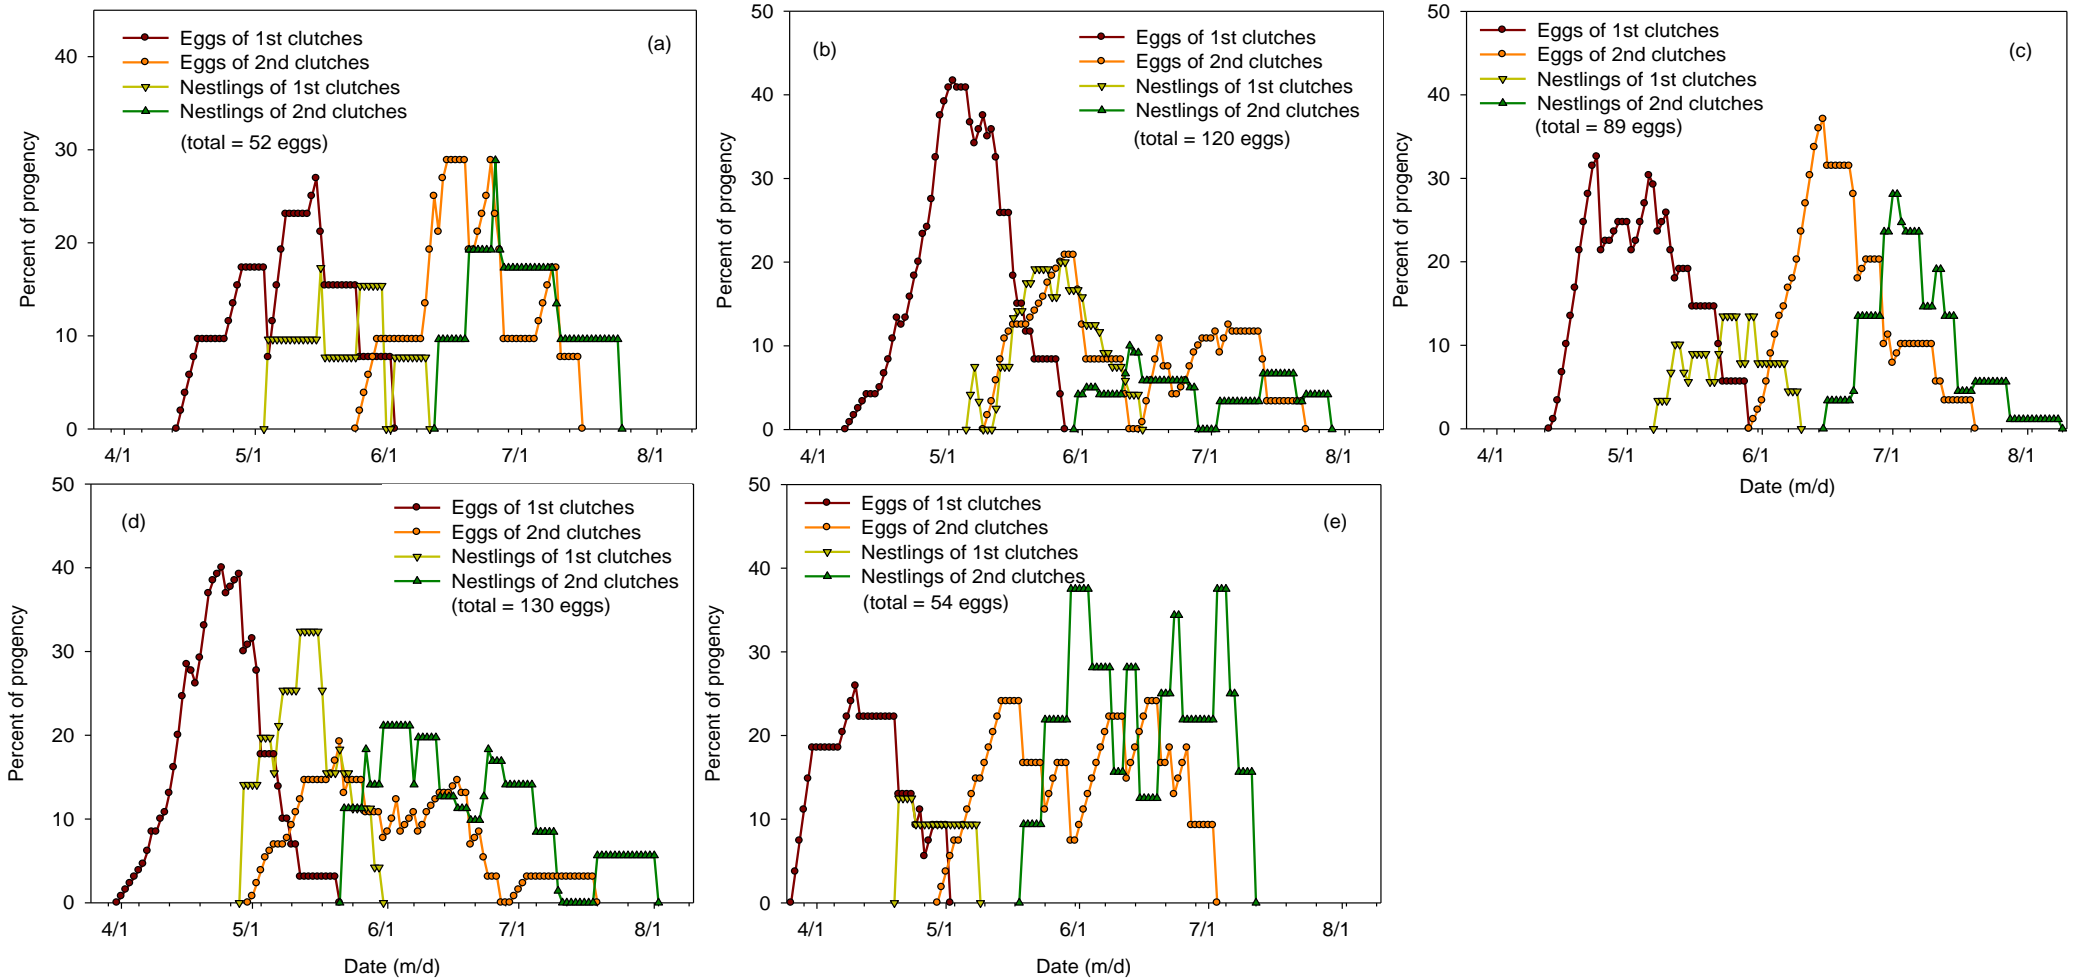 Percent of progency
40
30
20
10
0
Eggs of 1st clutches
Eggs of 2nd clutches
Nestlings of 1st clutches
Nestlings of 2nd clutches
(total = 52 eggs)
(a)
4/1
5/1
6/1
7/1
8/1
Percent of progency
50
40
30
20
10
0
(b)
Eggs of 1st clutches
Eggs of 2nd clutches
Nestlings of 1st clutches
Nestlings of 2nd clutches
(total = 120 eggs)
4/1
5/1
6/1
7/1
8/1
Percent of progency
50
40
30
20
10
0
Eggs of 1st clutches
Eggs of 2nd clutches
Nestlings of 1st clutches
Nestlings of 2nd clutches
(total = 89 eggs)
(c)
4/1
5/1
6/1
7/1
8/1
Date (m/d)
Percent of progency
50
40
30
20
10
0
(d)
Eggs of 1st clutches
Eggs of 2nd clutches
Nestlings of 1st clutches
Nestlings of 2nd clutches
(total = 130 eggs)
4/1
5/1
6/1
7/1
8/1
Date (m/d)
Percent of progency
50
40
30
20
10
0
Eggs of 1st clutches
Eggs of 2nd clutches
Nestlings of 1st clutches
Nestlings of 2nd clutches
(total = 54 eggs)
(e)
4/1
5/1
6/1
7/1
8/1
Date (m/d)